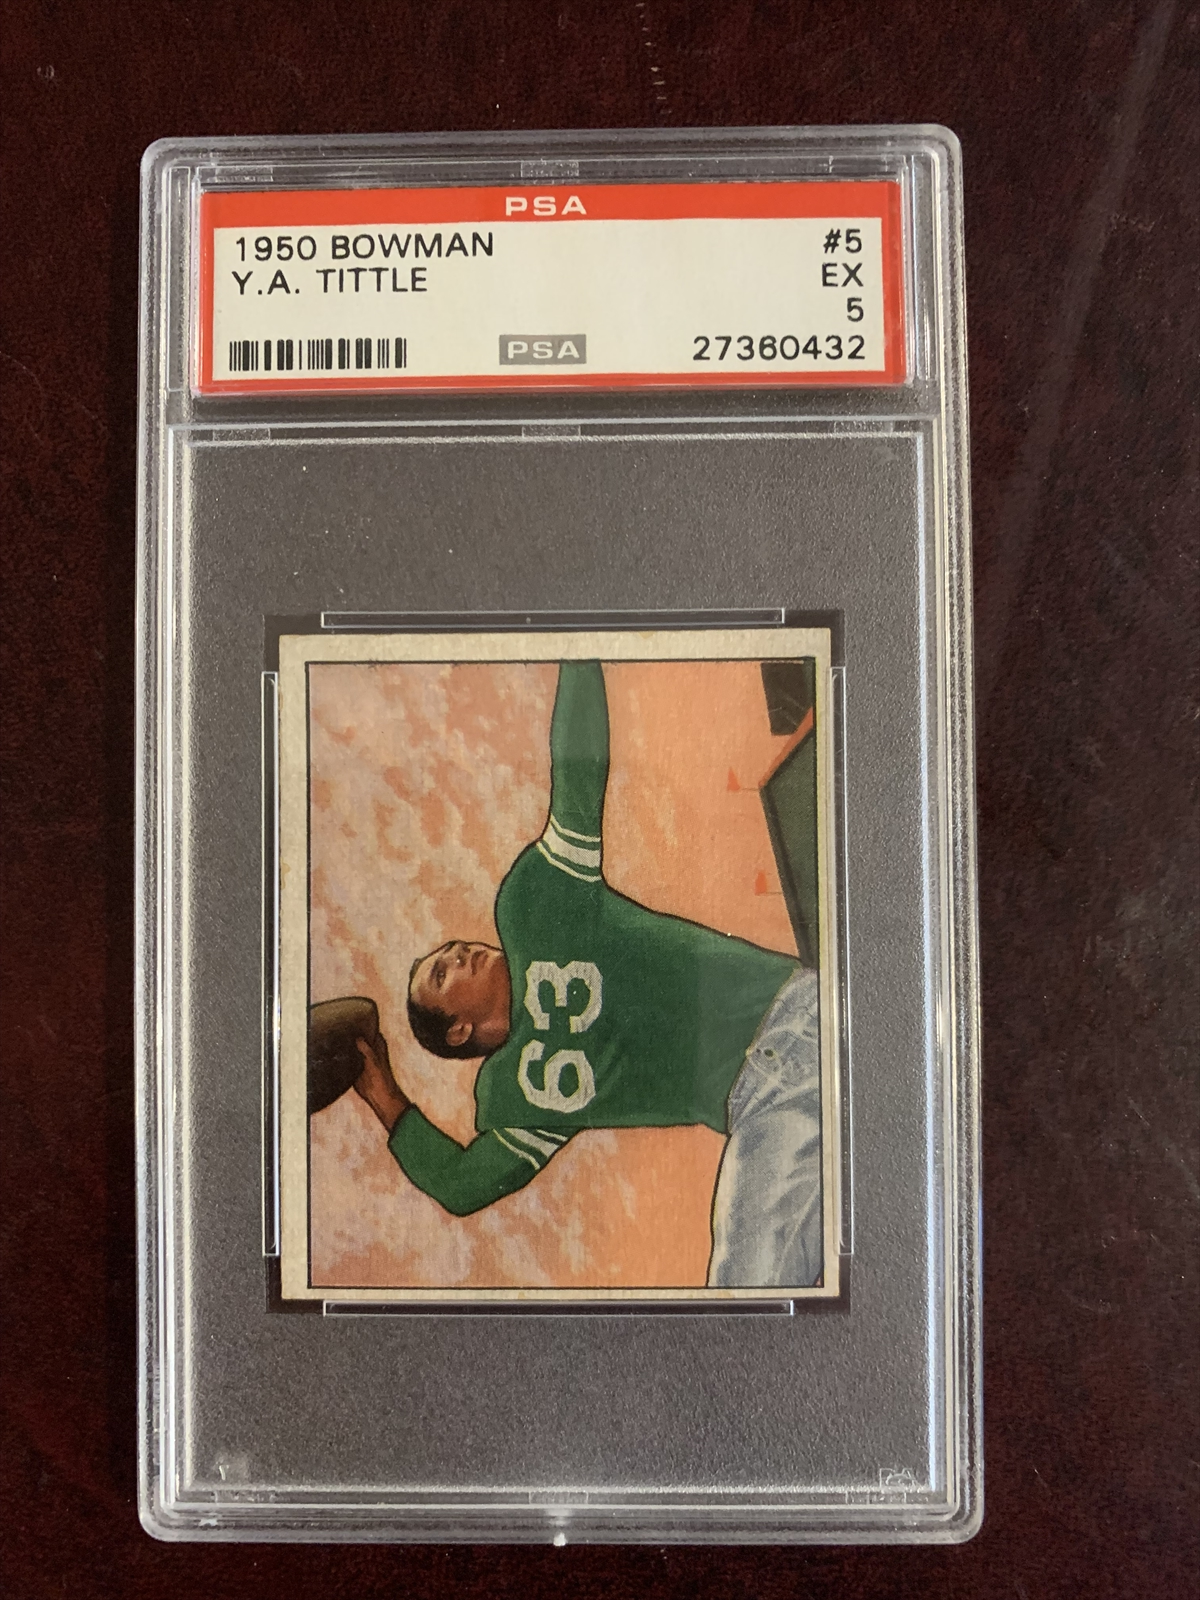 PSA
1950 BOWMAN #5
Y.A. TITTLE EX
5
PSA 27360432
63